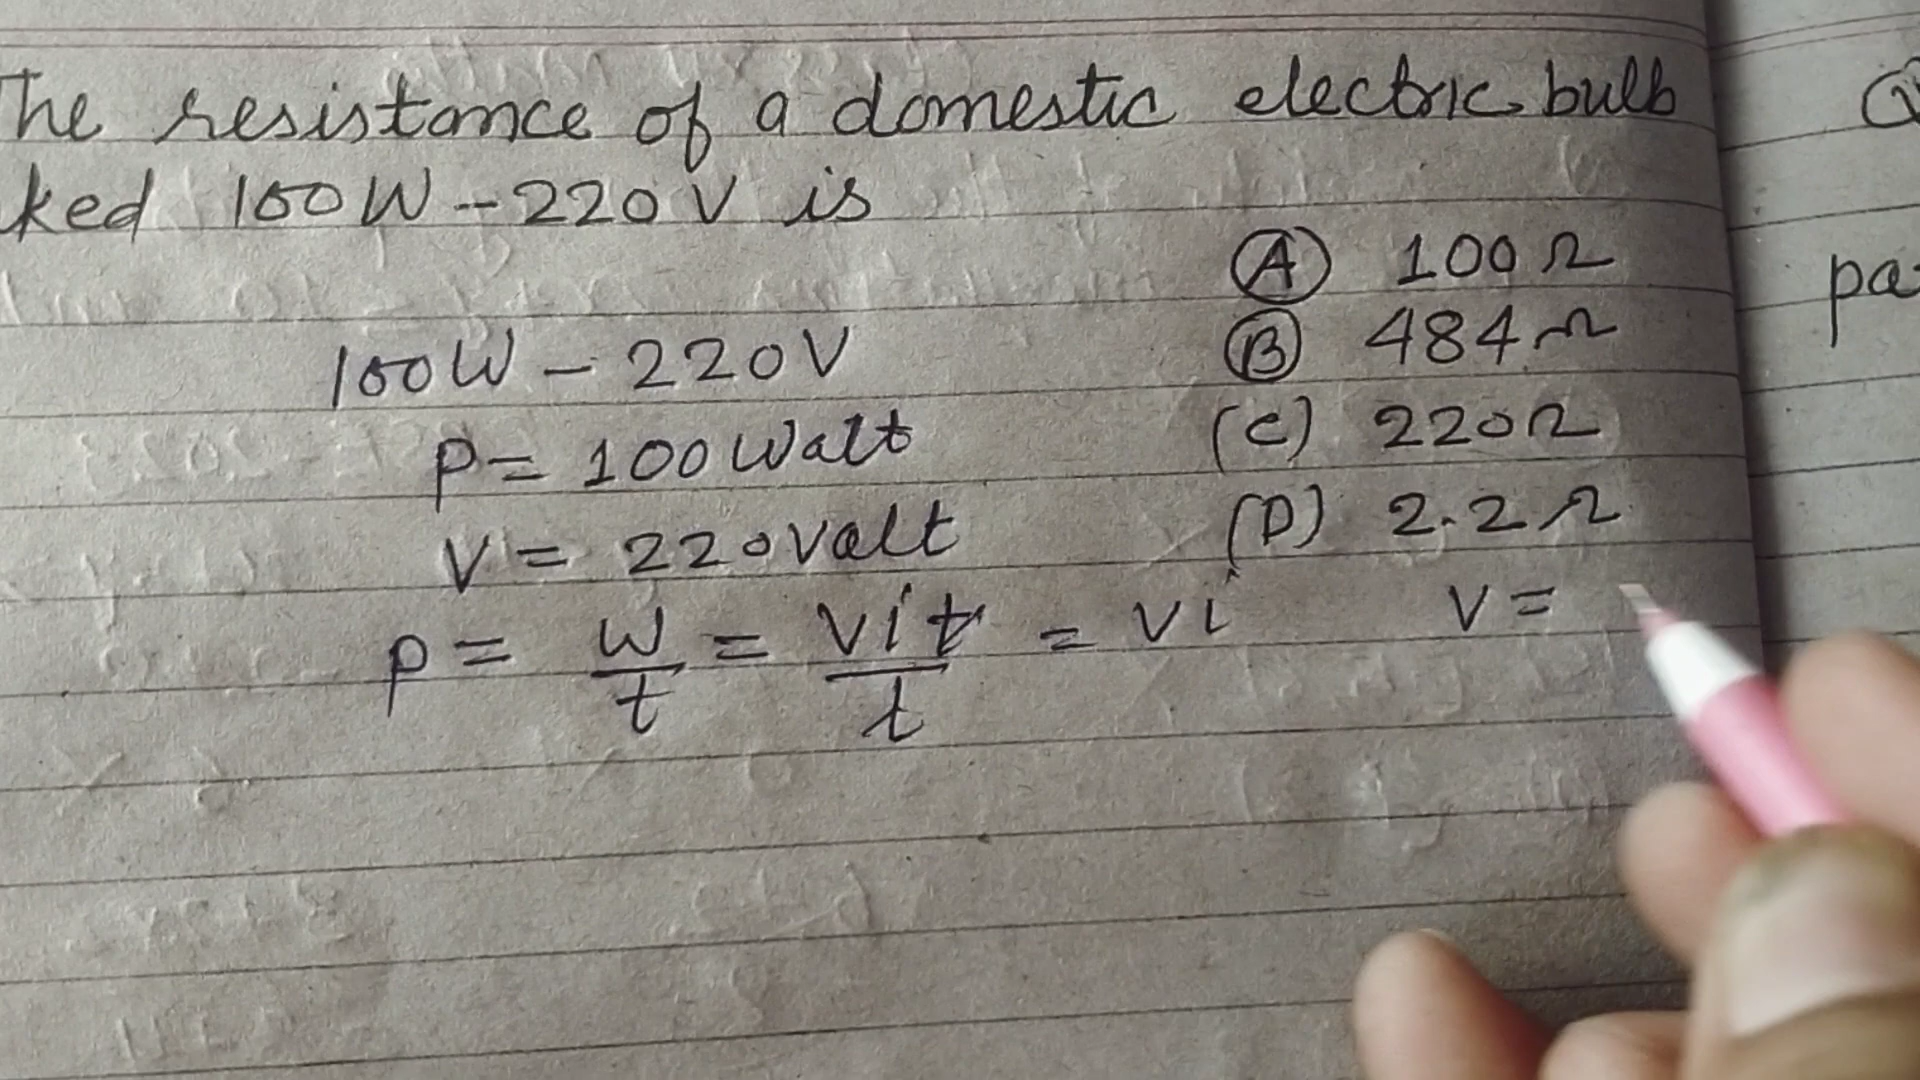 The resistance of a domestic electric bulb
ked 100W - 220V is
(A) 100Ω
(B) 484Ω
(C) 220Ω
(D) 2.2Ω
100W - 220V
P = 100 Watt
V = 220 Valt
P = W/t = Vit/t = Vi
V =
pa